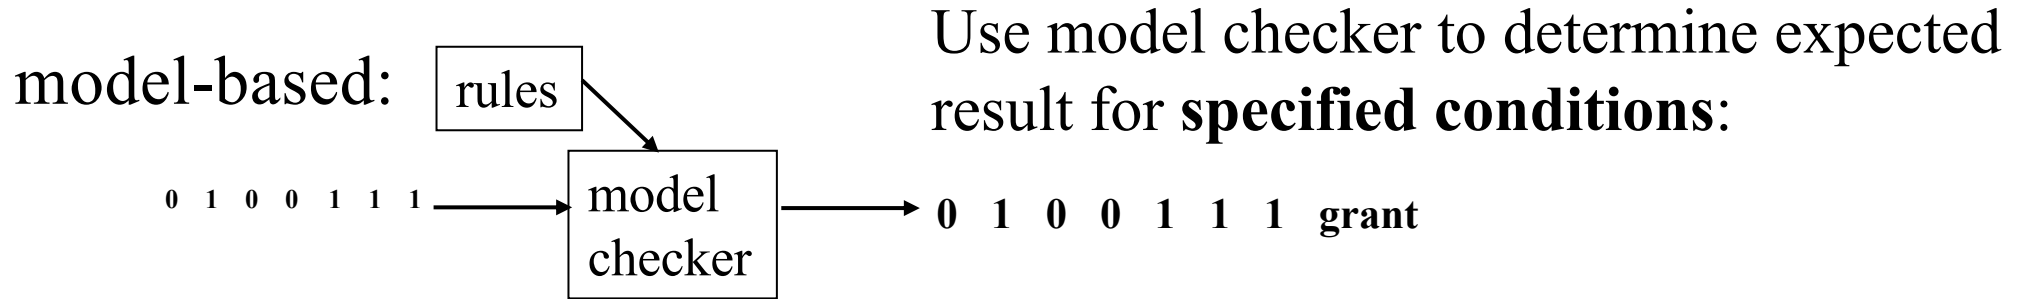 model-based:
rules
Use model checker to determine expected
result for specified conditions:
0 1 0 0 1 1 1
model
checker
0 1 0 0 1 1 1 grant